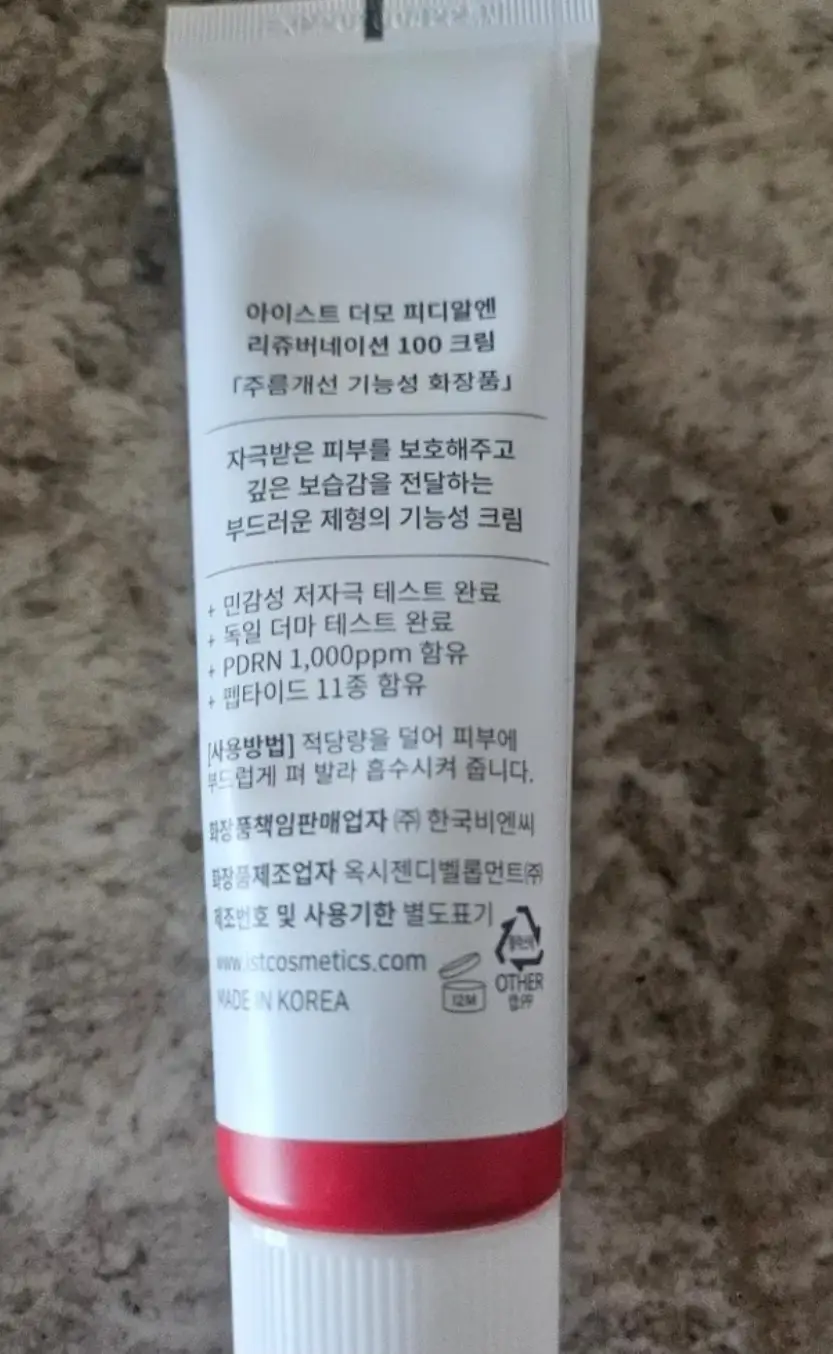 아이스트 더모 피디알엔
리쥬버네이션 100 크림
「주름개선 기능성 화장품」
자극받은 피부를 보호해주고
깊은 보습감을 전달하는
부드러운 제형의 기능성 크림
+ 민감성 저자극 테스트 완료
+ 독일 더마 테스트 완료
+ PDRN 1,000ppm 함유
+ 펩타이드 11종 함유
[사용방법] 적당량을 덜어 피부에
부드럽게 펴 발라 흡수시켜 줍니다.
화장품책임판매업자 ㈜ 한국비엔씨
화장품제조업자 옥시젠디벨롭먼트㈜
제조번호 및 사용기한 별도표기
www.istcosmetics.com
MADE IN KOREA
12M
OTHER
캡:PP